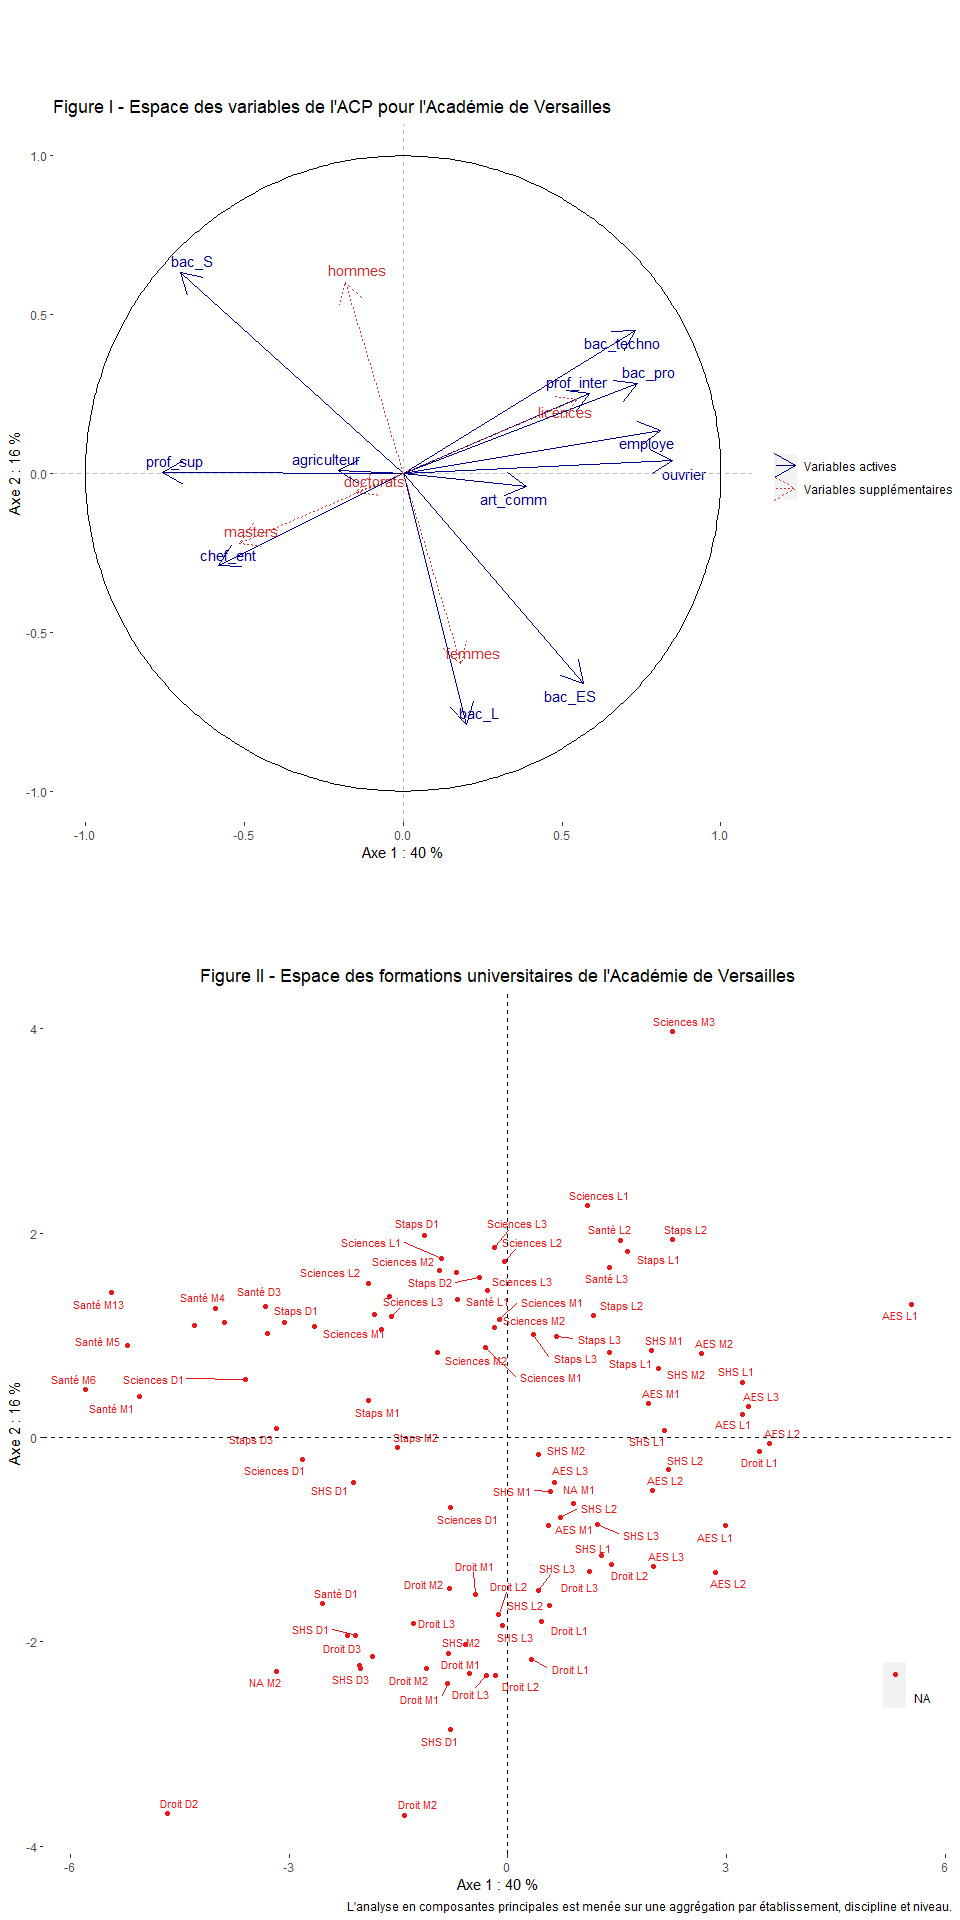 Figure I - Espace des variables de l'ACP pour l'Académie de Versailles
1.0
bac_S
hommes
0.5
bac_techno
bac_pro
prof_inter
licences
employe
Axe 2 : 16 %
prof_sup
agriculteur
0.0
ouvrier
doctorats
art_comm
masters
chef_ent
-0.5
femmes
bac_ES
bac_L
-1.0
-1.0
-0.5
0.0
0.5
1.0
Axe 1 : 40 %
Variables actives
Variables supplémentaires
Figure II - Espace des formations universitaires de l'Académie de Versailles
4
Sciences M3
Sciences L1
Staps D1
Sciences L3
Santé L2
Staps L2
2
Sciences L1
Sciences L2
Sciences M2
Staps L1
Sciences L2
Staps D2
Sciences L3
Santé L3
Santé M13
Santé M4
Santé D3
Sciences L3
Santé L1
Sciences M1
Staps L2
AES L1
Staps D1
Sciences M2
Sciences M1
Santé M5
Staps L3
SHS M1
AES M2
Sciences M2
Staps L3
Staps L1
Santé M6
Sciences D1
Sciences M1
SHS M2
SHS L1
AES M1
AES L3
Santé M1
Staps M1
AES L1
Axe 2 : 16 %
0
Staps D3
Staps M2
SHS L1
AES L2
SHS M2
Sciences D1
AES L3
SHS L2
Droit L1
SHS D1
SHS M1
NA M1
AES L2
Sciences D1
SHS L2
AES M1
SHS L3
AES L1
SHS L1
AES L3
Droit M1
SHS L3
Droit L2
Santé D1
Droit M2
Droit L2
Droit L3
AES L2
SHS L2
SHS D1
Droit L3
Droit L1
SHS L3
Droit D3
SHS M2
-2
NA M2
SHS D3
Droit M2
Droit M1
Droit L1
Droit M1
Droit L3
Droit L2
NA
SHS D1
Droit D2
Droit M2
-4
-6
-3
0
3
6
Axe 1 : 40 %
L'analyse en composantes principales est menée sur une aggrégation par établissement, discipline et niveau.